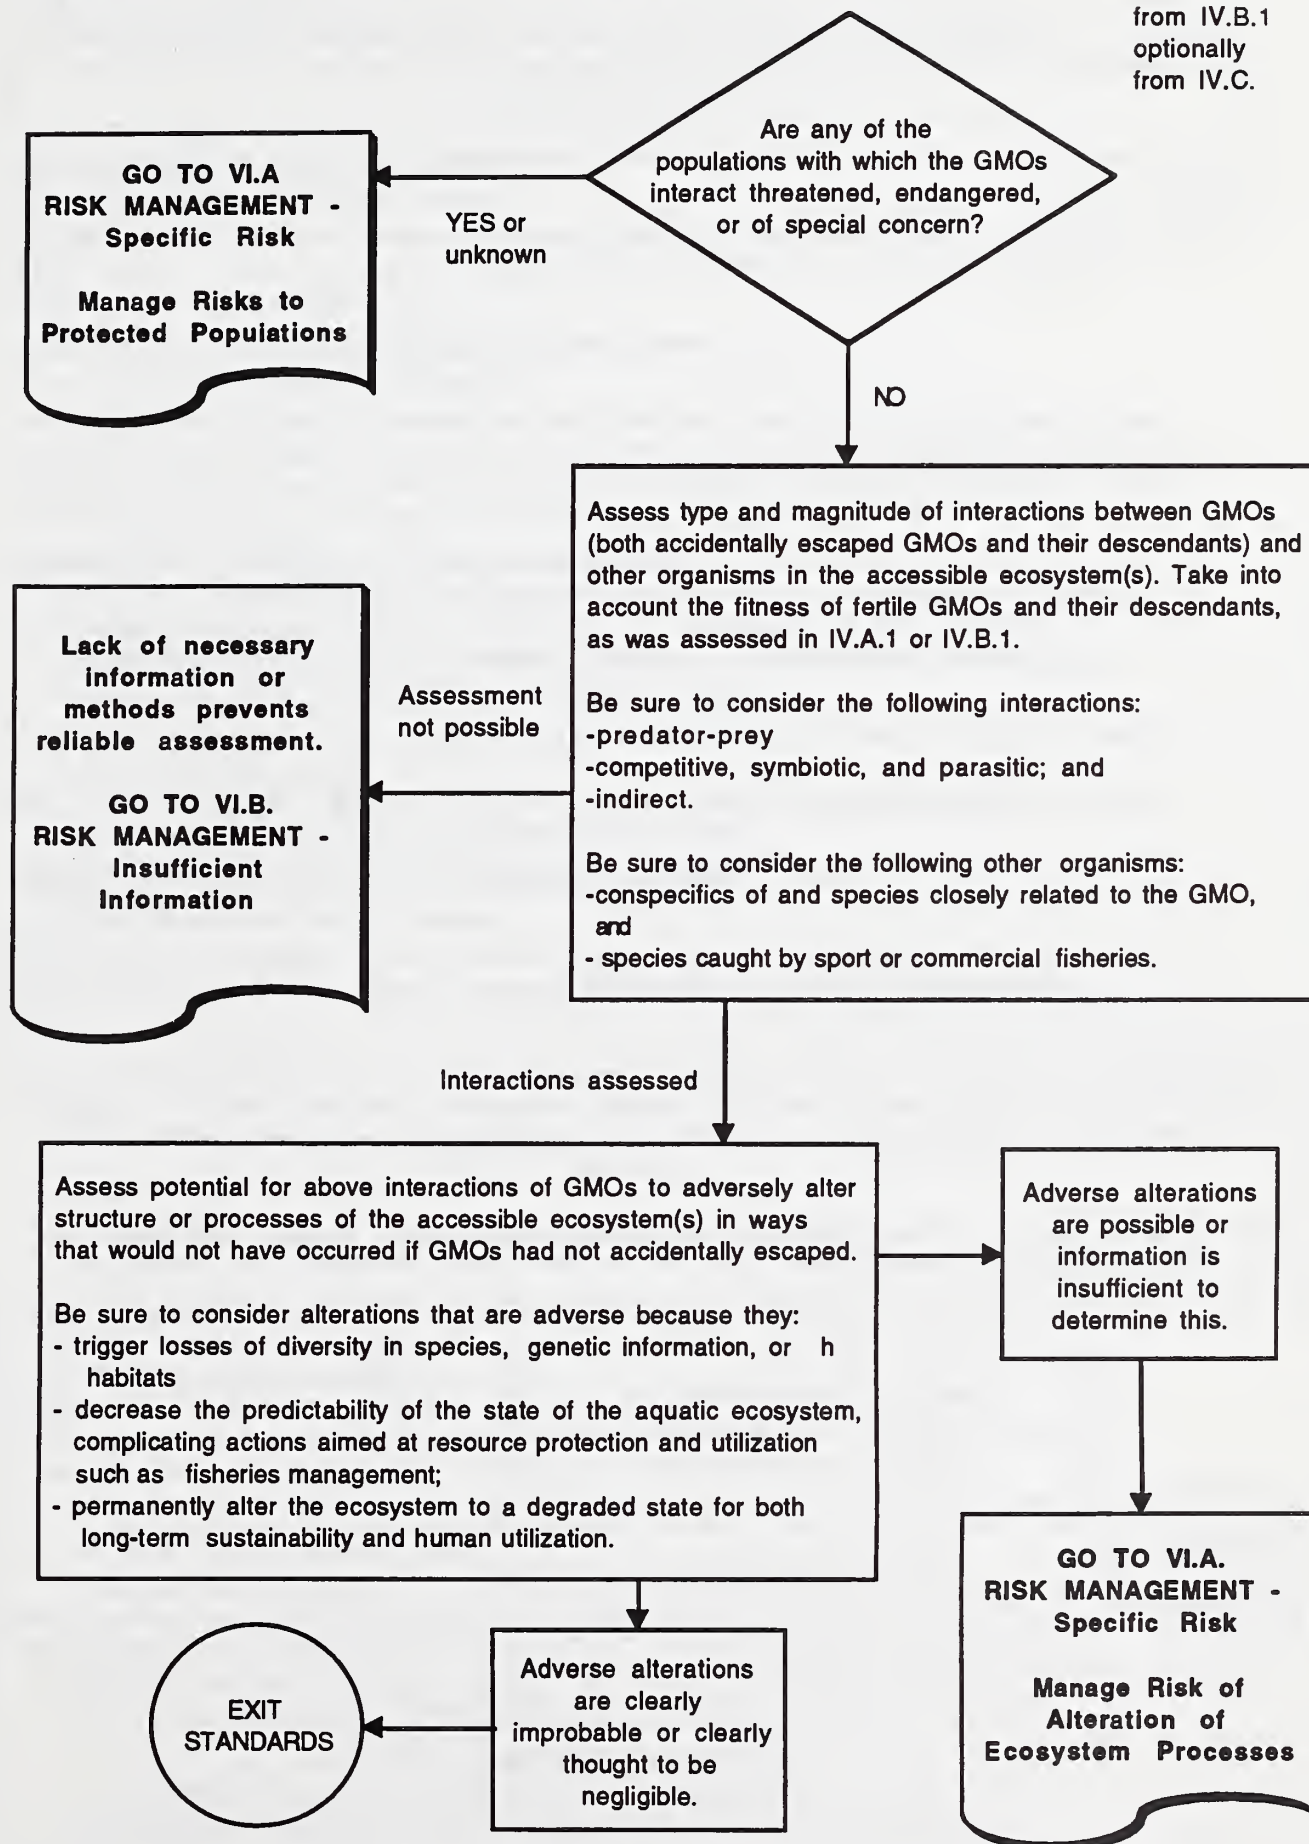 from IV.B.1
optionally
from IV.C.
Are any of the
populations with which the GMOs
interact threatened, endangered,
or of special concern?
YES or
unknown
GO TO VI.A
RISK MANAGEMENT -
Specific Risk
Manage Risks to
Protected Populations
NO
Assess type and magnitude of interactions between GMOs
(both accidentally escaped GMOs and their descendants) and
other organisms in the accessible ecosystem(s). Take into
account the fitness of fertile GMOs and their descendants,
as was assessed in IV.A.1 or IV.B.1.
Be sure to consider the following interactions:
-predator-prey
-competitive, symbiotic, and parasitic; and
-indirect.
Be sure to consider the following other organisms:
-conspecifics of and species closely related to the GMO,
and
- species caught by sport or commercial fisheries.
Assessment
not possible
Lack of necessary
information or
methods prevents
reliable assessment.
GO TO VI.B.
RISK MANAGEMENT -
Insufficient
Information
Interactions assessed
Assess potential for above interactions of GMOs to adversely alter
structure or processes of the accessible ecosystem(s) in ways
that would not have occurred if GMOs had not accidentally escaped.
Be sure to consider alterations that are adverse because they:
- trigger losses of diversity in species, genetic information, or h
habitats
- decrease the predictability of the state of the aquatic ecosystem,
complicating actions aimed at resource protection and utilization
such as fisheries management;
- permanently alter the ecosystem to a degraded state for both
long-term sustainability and human utilization.
Adverse alterations
are possible or
information is
insufficient to
determine this.
GO TO VI.A.
RISK MANAGEMENT -
Specific Risk
Manage Risk of
Alteration of
Ecosystem Processes
Adverse alterations
are clearly
improbable or clearly
thought to be
negligible.
EXIT
STANDARDS